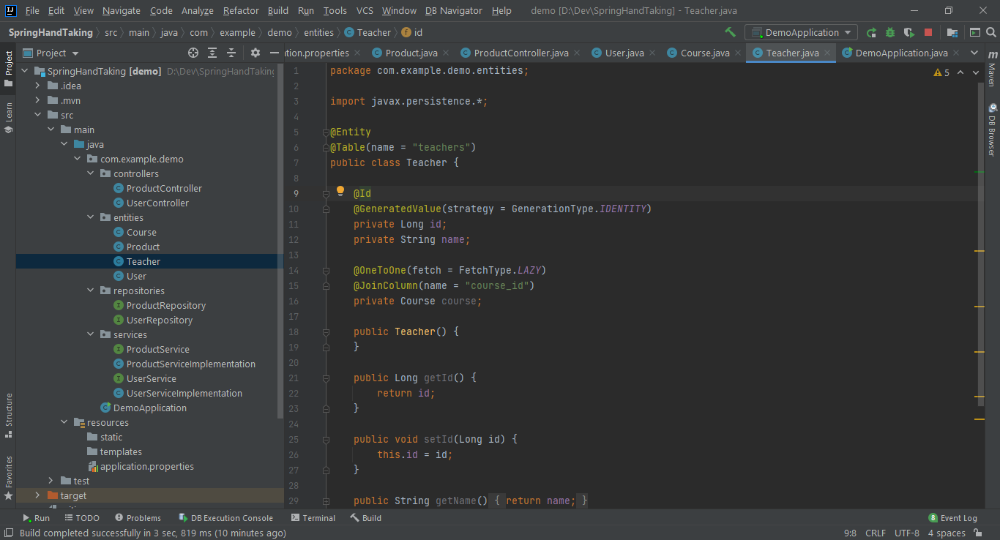 File Edit View Navigate Code Analyze Refactor Build Run Tools VCS Window DB Navigator Help demo [D:\Dev\SpringHandTaking] - Teacher.java
SpringHandTaking src main java com example demo entities Teacher id DemoApplication
Project
ation.properties Product.java ProductController.java User.java Course.java Teacher.java DemoApplication.java
SpringHandTaking [demo] D:\Dev\SpringHandTaking
.idea
.mvn
src
main
java
com.example.demo
controllers
ProductController
UserController
entities
Course
Product
Teacher
User
repositories
ProductRepository
UserRepository
services
ProductService
ProductServiceImplementation
UserService
UserServiceImplementation
DemoApplication
resources
static
templates
application.properties
test
target
1 package com.example.demo.entities;
2
3 import javax.persistence.*;
4
5 @Entity
6 @Table(name = "teachers")
7 public class Teacher {
8
9 @Id
10 @GeneratedValue(strategy = GenerationType.IDENTITY)
11 private Long id;
12 private String name;
13
14 @OneToOne(fetch = FetchType.LAZY)
15 @JoinColumn(name = "course_id")
16 private Course course;
17
18 public Teacher() {
19 }
20
21 public Long getId() {
22 return id;
23 }
24
25 public void setId(Long id) {
26 this.id = id;
27 }
28
29 public String getName() { return name; }
5
Project
Learn
Structure
Favorites
m
Maven
DB Browser
Run TODO Problems DB Execution Console Terminal Build 8 Event Log
Build completed successfully in 3 sec, 819 ms (10 minutes ago) 9:8 CRLF UTF-8 4 spaces